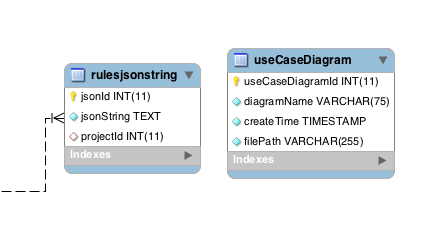 rulesjsonstring
jsonId INT(11)
jsonString TEXT
projectId INT(11)
Indexes
useCaseDiagram
useCaseDiagramId INT(11)
diagramName VARCHAR(75)
createTime TIMESTAMP
filePath VARCHAR(255)
Indexes